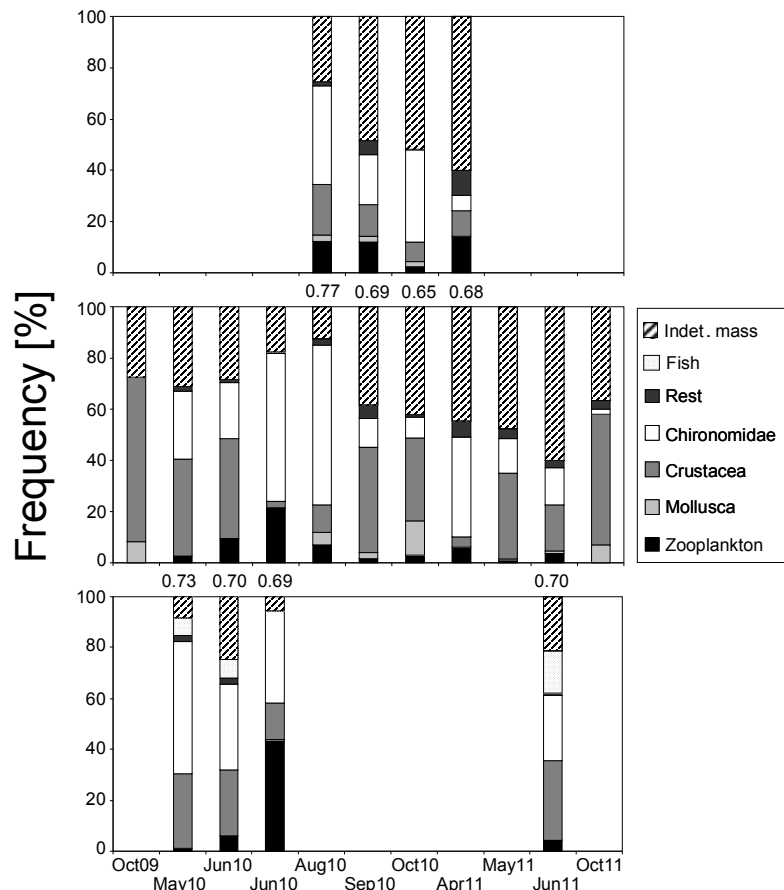 100
80
60
40
20
0
0.77 0.69 0.65 0.68
Frequency [%]
100
80
60
40
20
0
Indet. mass
Fish
Rest
Chironomidae
Crustacea
Mollusca
Zooplankton
0.73 0.70 0.69 0.70
100
80
60
40
20
0
Oct09 Jun10 Aug10 Oct10 May11 Oct11
May10 Jun10 Sep10 Apr11 Jun11